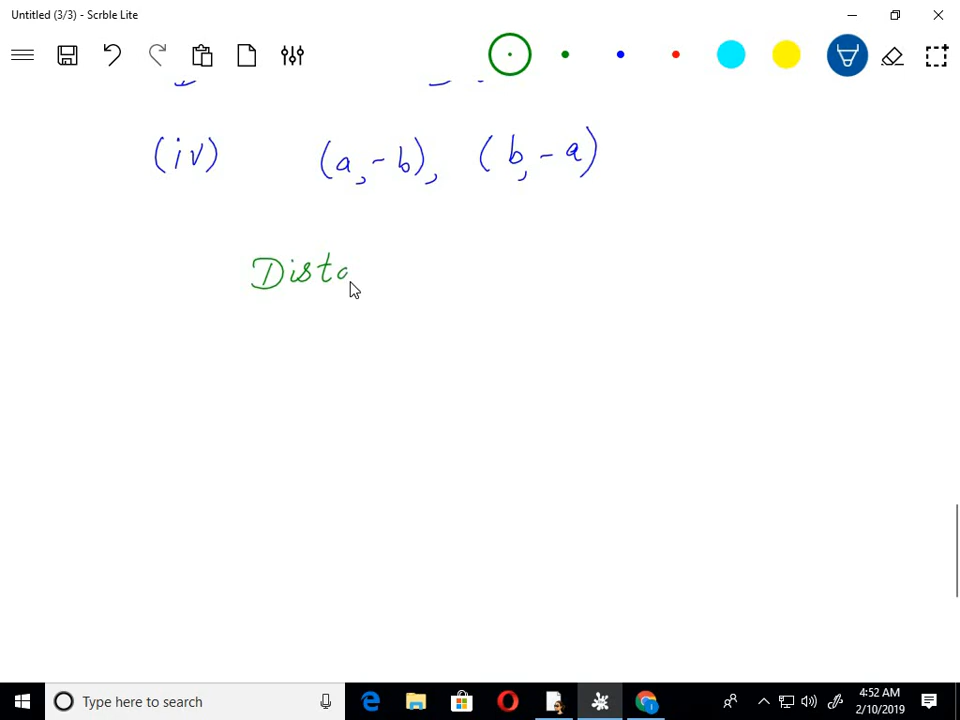 Untitled (3/3) - Scrble Lite
(iv) (a, -b), (b, -a)
Dista
Type here to search
4:52 AM
2/10/2019